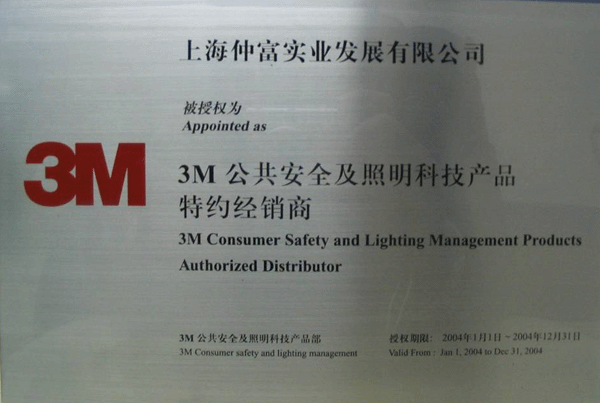 上海仲富实业发展有限公司
被授权为
Appointed as
3M
3M 公共安全及照明科技产品
特约经销商
3M Consumer Safety and Lighting Management Products
Authorized Distributor
3M 公共安全及照明科技产品部
3M Consumer safety and lighting management
授权期限: 2004年1月1日 ~ 2004年12月31日
Valid From : Jan 1, 2004 to Dec 31, 2004